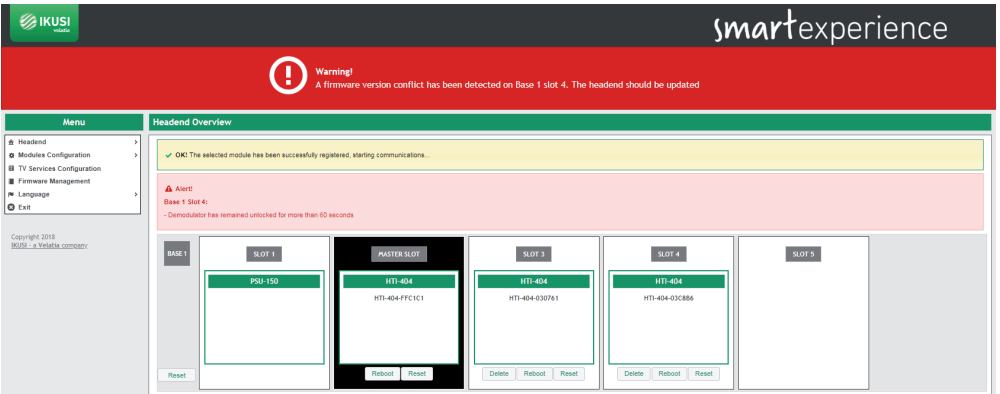 IKUSI
velatia
smartexperience
Warning!
A firmware version conflict has been detected on Base 1 slot 4. The headend should be updated
Menu
Headend Overview
Headend
Modules Configuration
TV Services Configuration
Firmware Management
Language
Exit
Copyright 2018
IKUSI - a Velatia company
OK! The selected module has been successfully registered, starting communications...
Alert!
Base 1 Slot 4:
- Demodulator has remained unlocked for more than 60 seconds
BASE 1
SLOT 1
MASTER SLOT
SLOT 3
SLOT 4
SLOT 5
PSU-150
HTI-404
HTI-404
HTI-404
HTI-404-FFC1C1
HTI-404-030761
HTI-404-03C8B6
Reset
Reboot
Reset
Delete
Reboot
Reset
Delete
Reboot
Reset